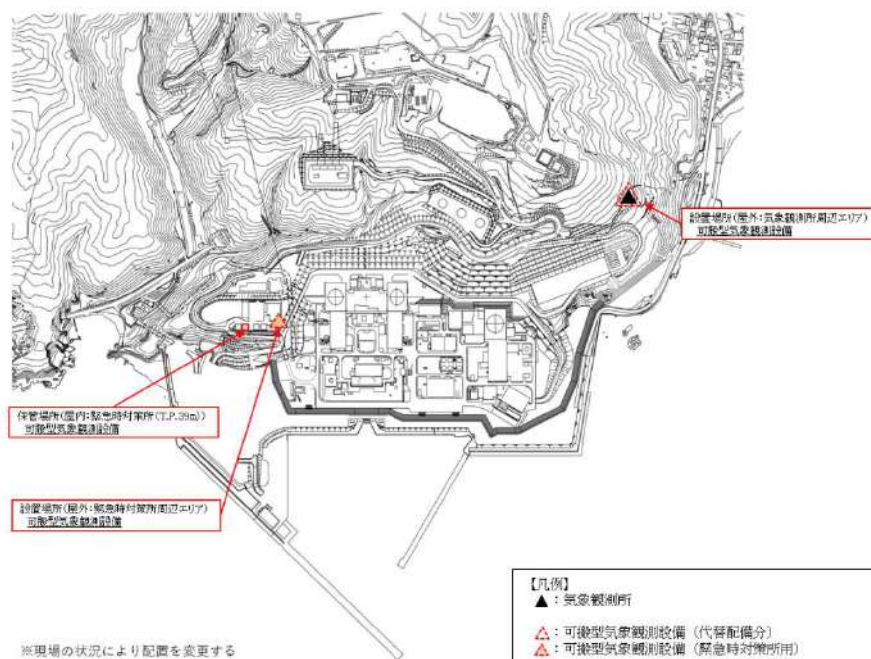 設置場所(屋外:気象観測所周辺エリア)
可搬型気象観測設備
保管場所(屋内:緊急時対策所(T.P.39m))
可搬型気象観測設備
設置場所(屋外:緊急時対策所周辺エリア)
可搬型気象観測設備
【凡例】
▲:気象観測所
△:可搬型気象観測設備(代替配備分)
△:可搬型気象観測設備(緊急時対策所用)
※現場の状況により配置を変更する